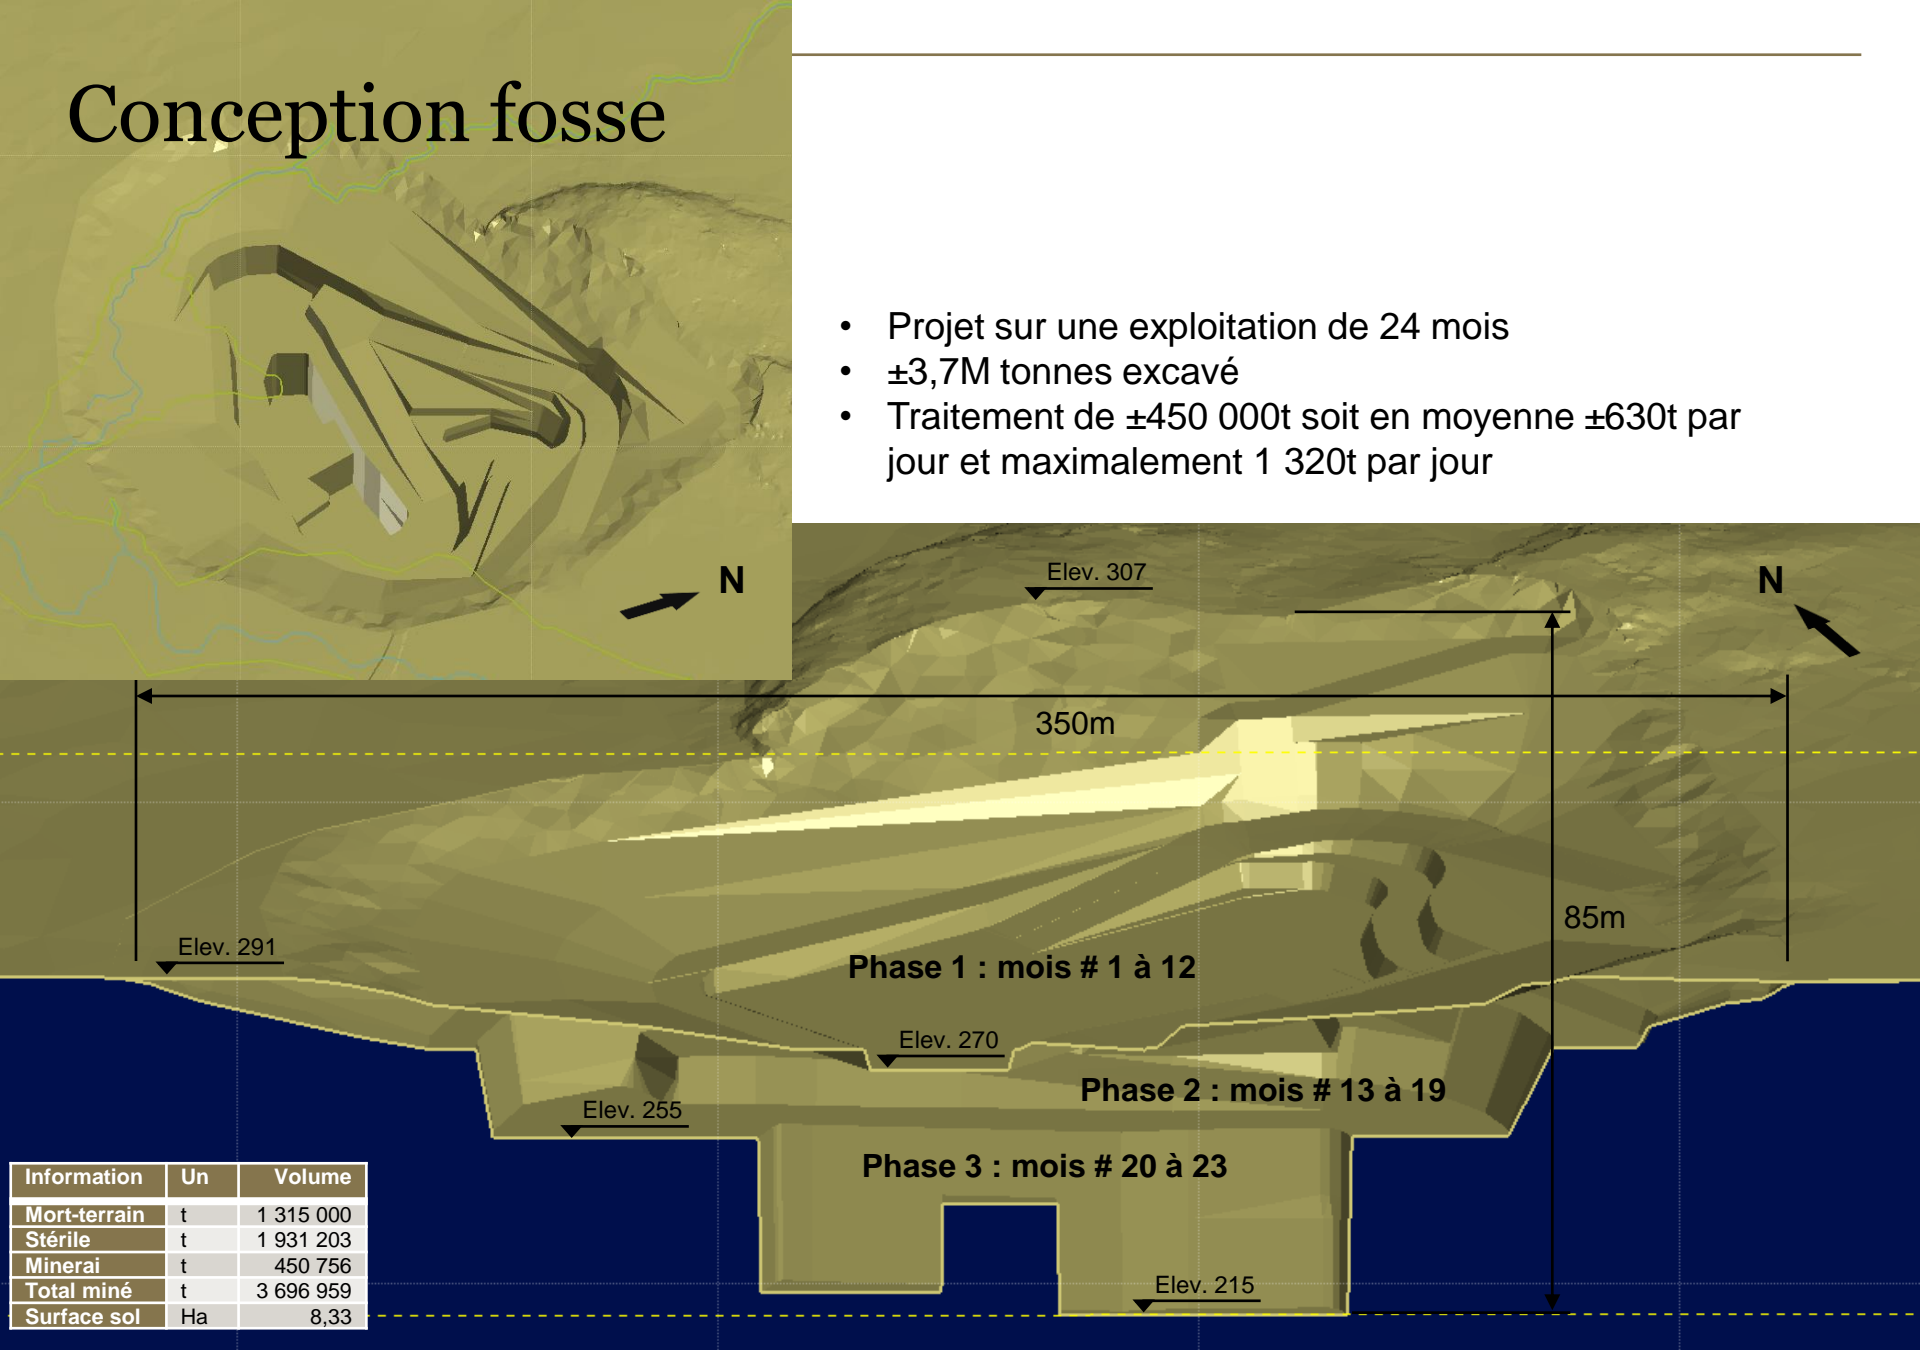 Conception fosse
• Projet sur une exploitation de 24 mois
• ±3,7M tonnes excavé
• Traitement de ±450 000t soit en moyenne ±630t par
jour et maximalement 1 320t par jour
N
Elev. 307
N
350m
85m
Elev. 291
Phase 1 : mois # 1 à 12
Elev. 270
Phase 2 : mois # 13 à 19
Elev. 255
Phase 3 : mois # 20 à 23
Elev. 215
Information Un Volume
Mort-terrain t 1 315 000
Stérile t 1 931 203
Minerai t 450 756
Total miné t 3 696 959
Surface sol Ha 8,33